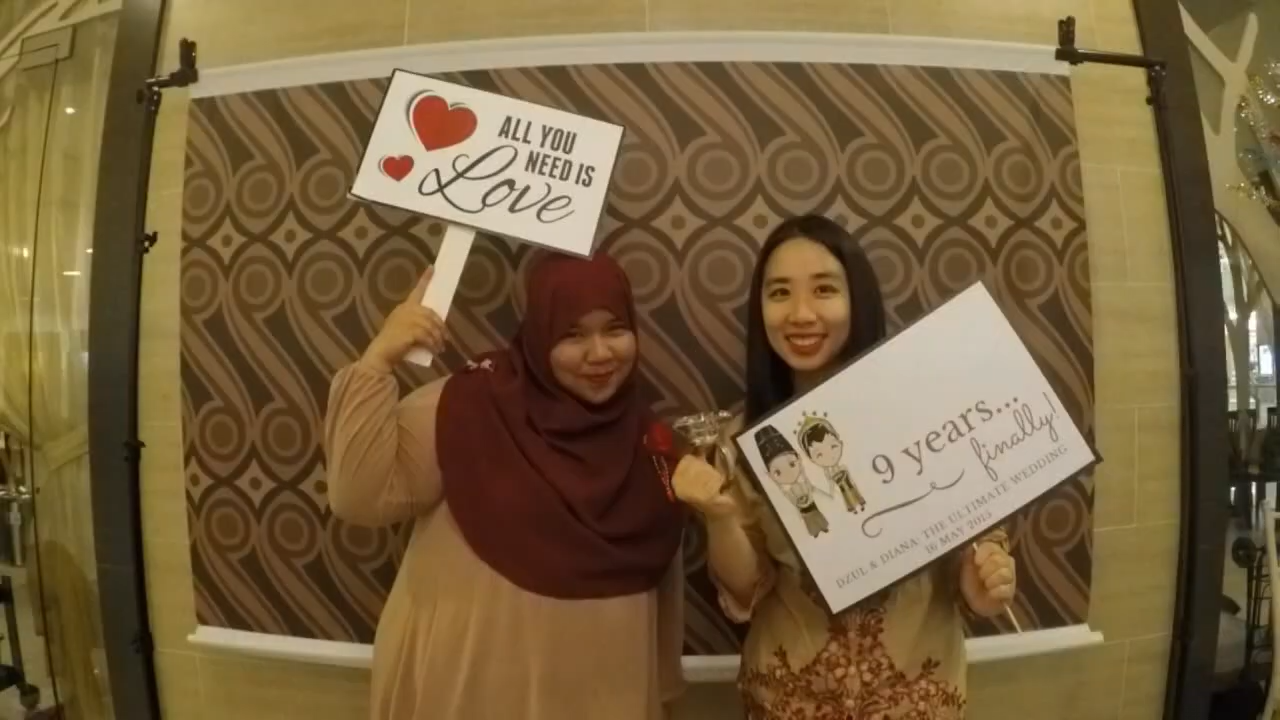 ALL YOU
NEED IS
Love
9 years...
finally!
DZUL & DIANA: THE ULTIMATE WEDDING
16 MAY 2015